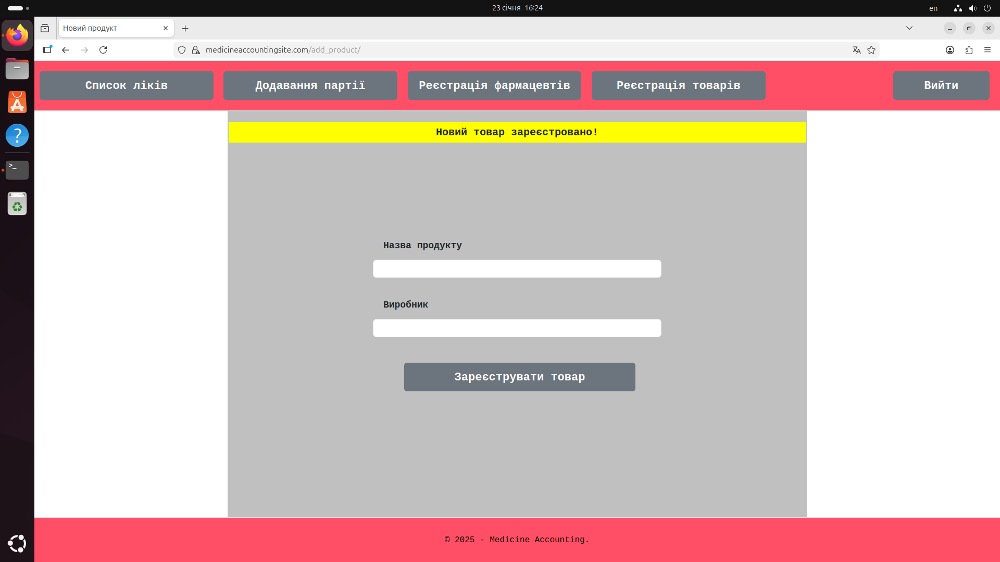 23 січня 16:24
en
Новий продукт
medicineaccountingsite.com/add_product/
Список ліків
Додавання партії
Реєстрація фармацевтів
Реєстрація товарів
Вийти
Новий товар зареєстровано!
Назва продукту
Виробник
Зареєструвати товар
© 2025 - Medicine Accounting.